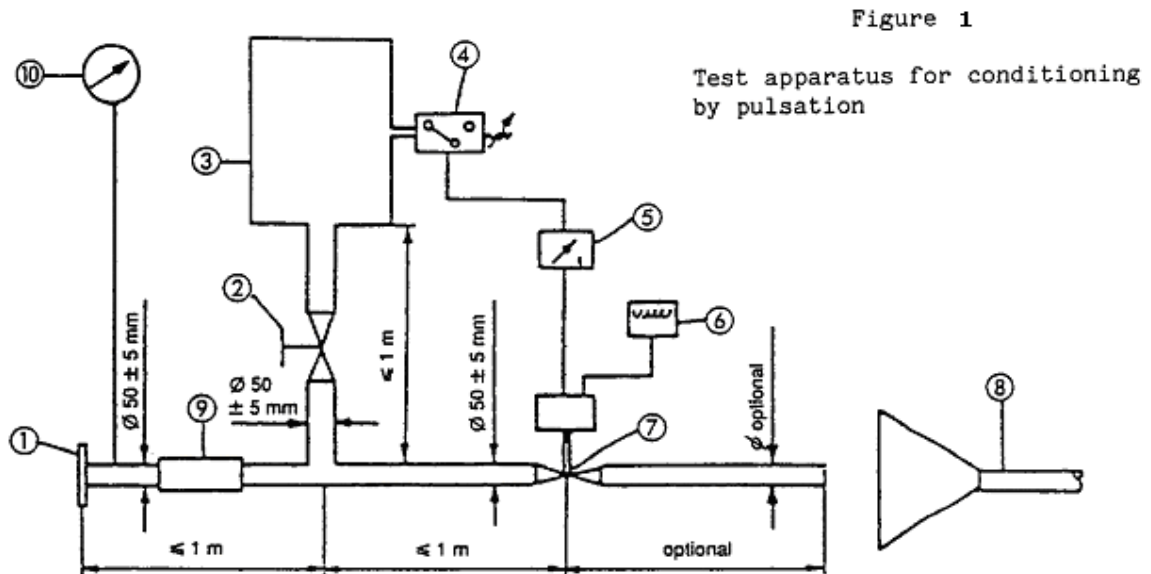 Figure 1
Test apparatus for conditioning
by pulsation
⑩
④
③
⑤
②
⑥
Ø 50 ± 5 mm
⩽ 1 m
Ø 50 ± 5 mm
Ø optional
Ø 50
± 5 mm
⑨
⑦
⑧
①
⩽ 1 m
⩽ 1 m
optional